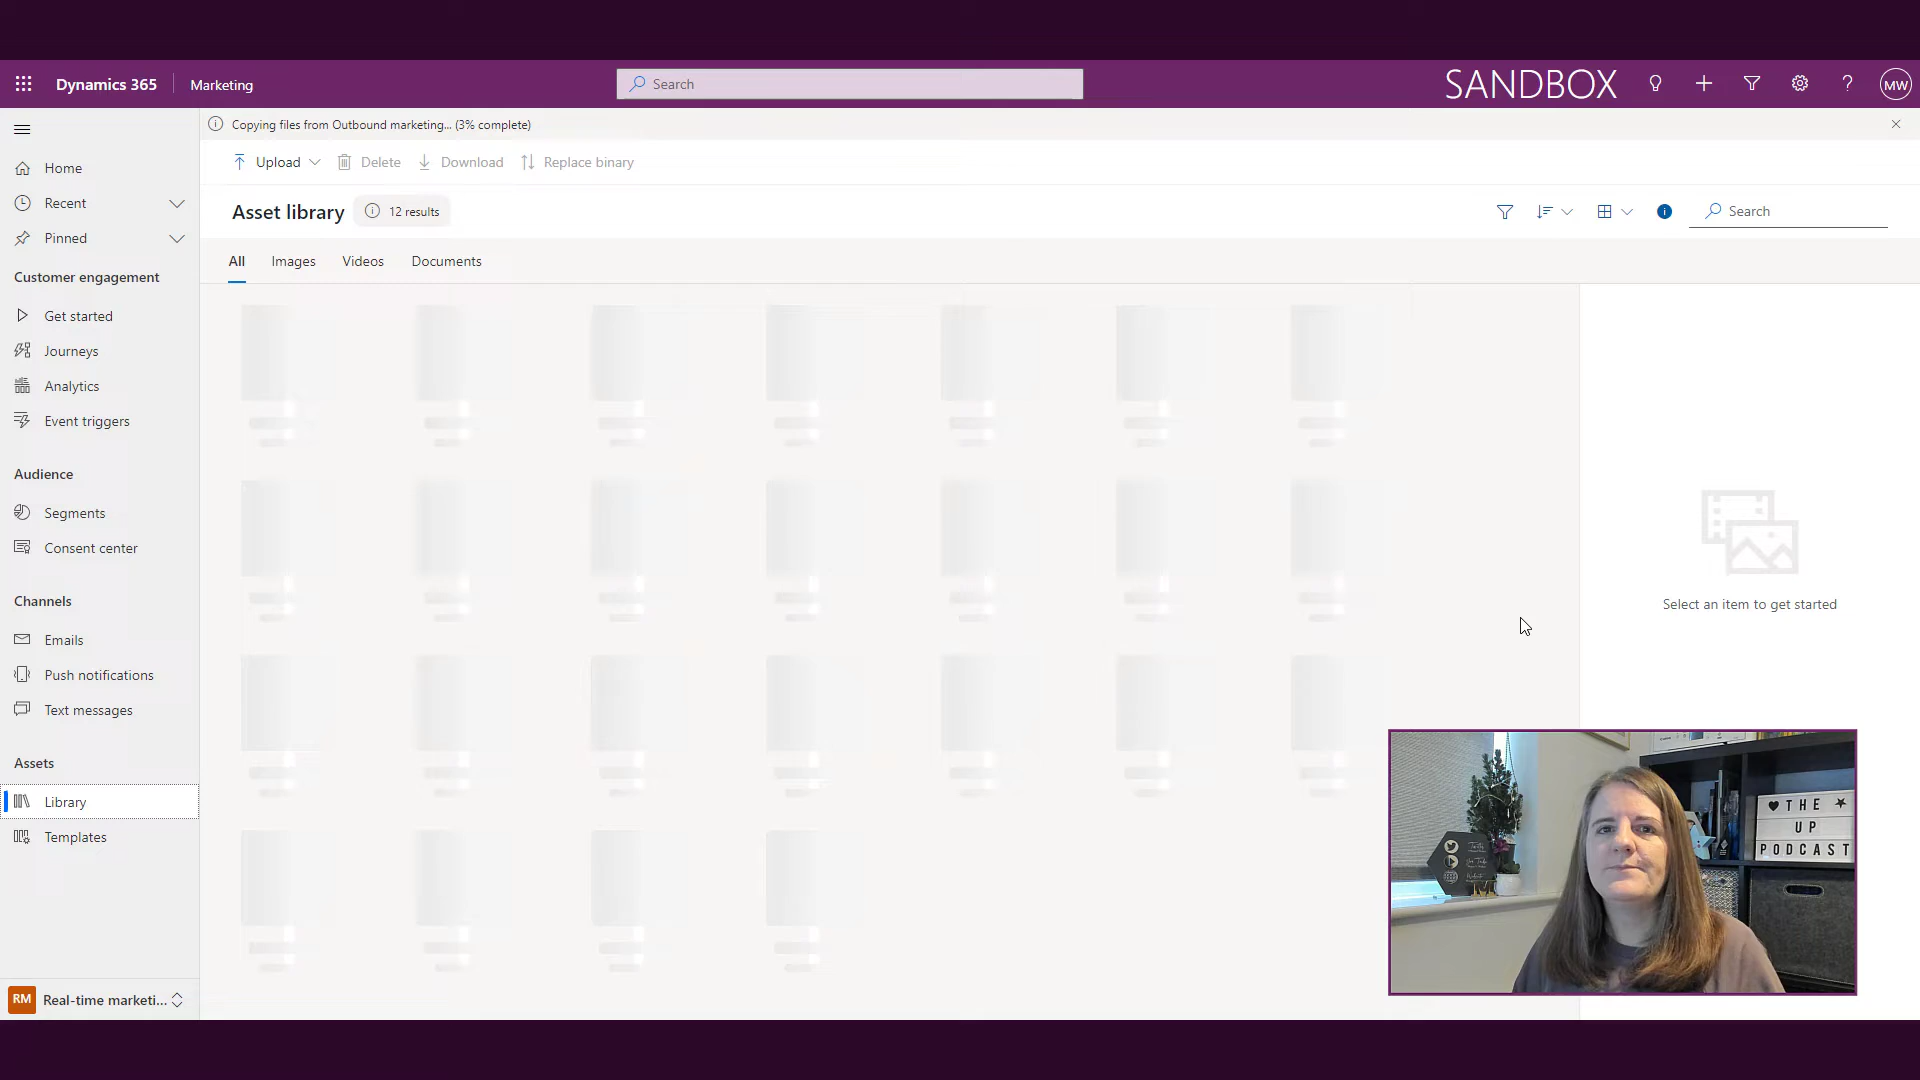 Dynamics 365
Marketing
Search
SANDBOX
MW
Copying files from Outbound marketing... (3% complete)
Upload
Delete
Download
Replace binary
Home
Recent
Pinned
Asset library
12 results
Search
All
Images
Videos
Documents
Customer engagement
Get started
Journeys
Analytics
Event triggers
Audience
Segments
Consent center
Channels
Emails
Push notifications
Text messages
Assets
Library
Templates
Select an item to get started
THE
UP
PODCAST
RM
Real-time marketi...